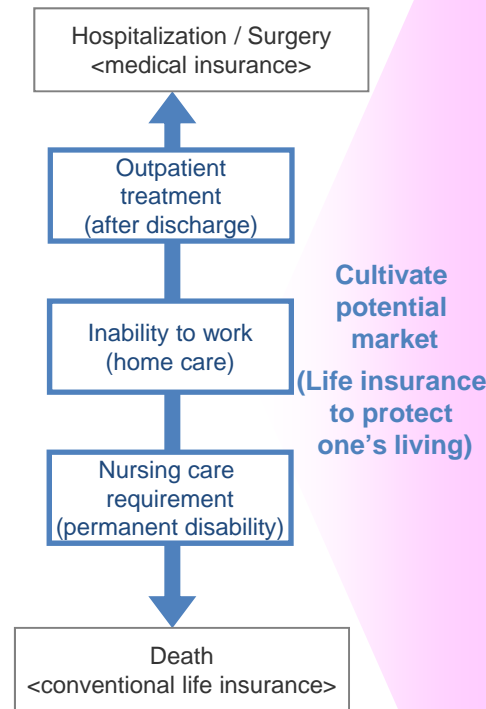 Hospitalization / Surgery
<medical insurance>
Outpatient
treatment
(after discharge)
Inability to work
(home care)
Nursing care
requirement
(permanent disability)
Death
<conventional life insurance>
Cultivate
potential
market
(Life insurance
to protect
one's living)